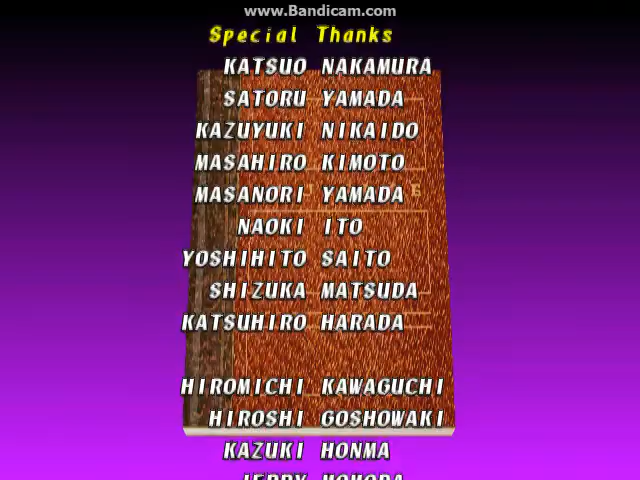 www.Bandicam.com
Special Thanks
KATSUO NAKAMURA
SATORU YAMADA
KAZUYUKI NIKAIDO
MASAHIRO KIMOTO
MASANORI YAMADA
NAOKI ITO
YOSHIHITO SAITO
SHIZUKA MATSUDA
KATSUHIRO HARADA
HIROMICHI KAWAGUCHI
HIROSHI GOSHOWAKI
KAZUKI HONMA
JERRY